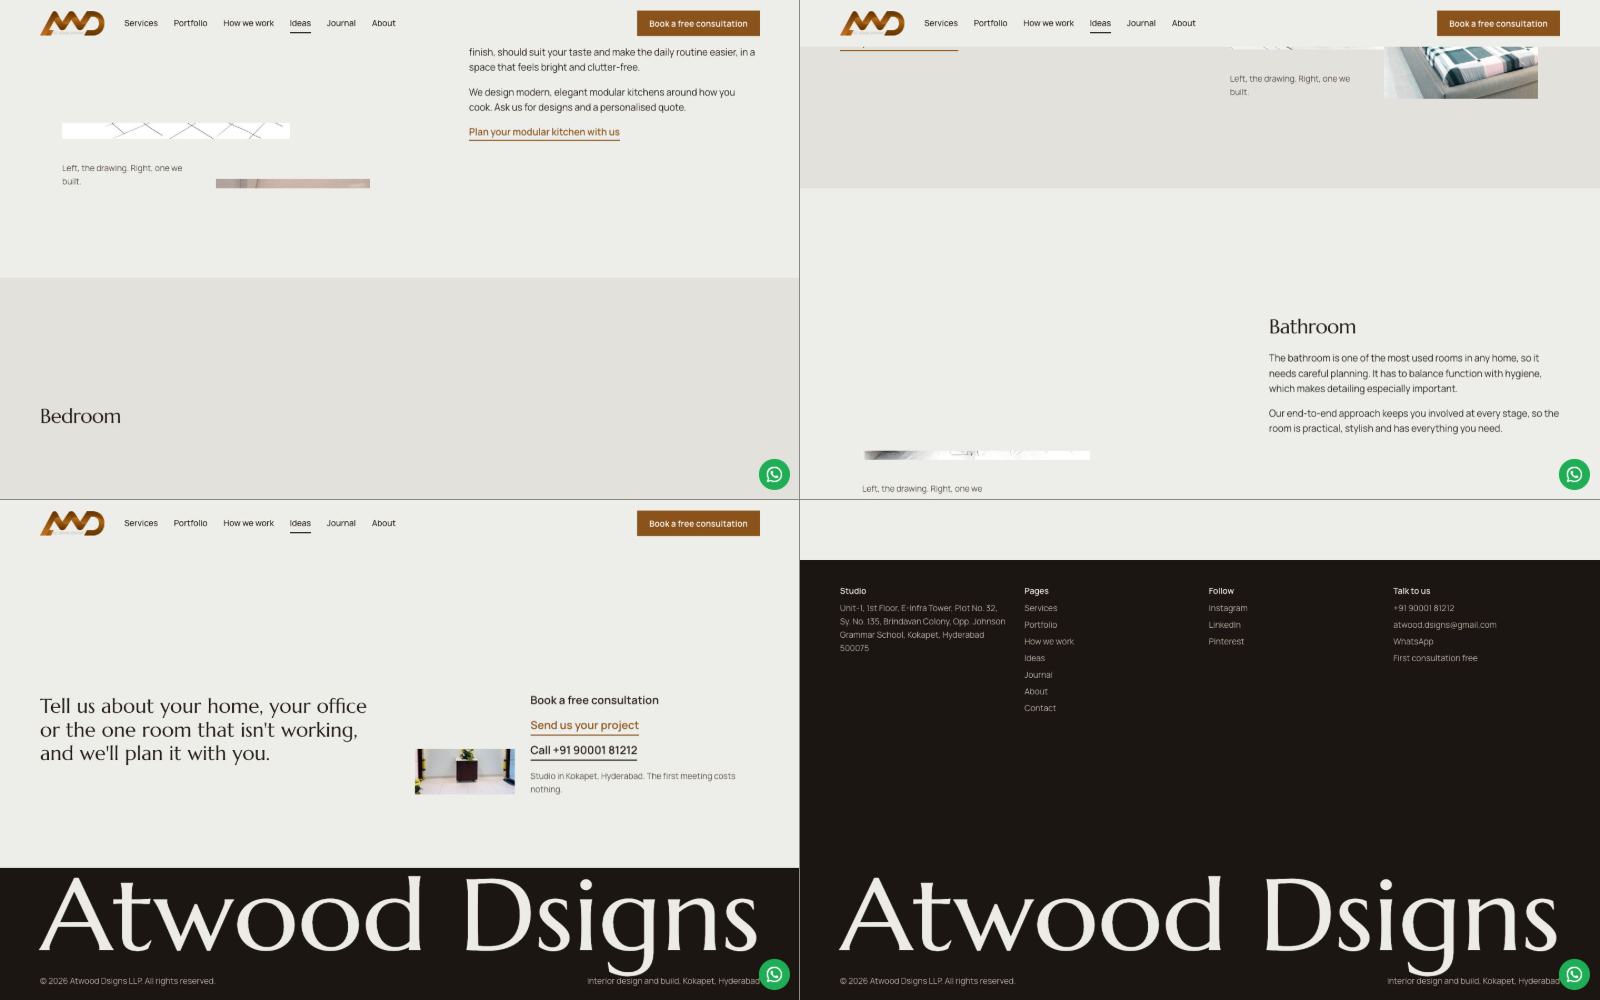 Services Portfolio How we work Ideas Journal About
Book a free consultation
finish, should suit your taste and make the daily routine easier, in a
space that feels bright and clutter-free.
We design modern, elegant modular kitchens around how you
cook. Ask us for designs and a personalised quote.
Plan your modular kitchen with us
Left, the drawing. Right, one we
built.
Bedroom
Services Portfolio How we work Ideas Journal About
Book a free consultation
Left, the drawing. Right, one we
built.
Bathroom
The bathroom is one of the most used rooms in any home, so it
needs careful planning. It has to balance function with hygiene,
which makes detailing especially important.
Our end-to-end approach keeps you involved at every stage, so the
room is practical, stylish and has everything you need.
Left, the drawing. Right, one we
Services Portfolio How we work Ideas Journal About
Book a free consultation
Tell us about your home, your office
or the one room that isn't working,
and we'll plan it with you.
Book a free consultation
Send us your project
Call +91 90001 81212
Studio in Kokapet, Hyderabad. The first meeting costs
nothing.
Atwood Dsigns
© 2026 Atwood Dsigns LLP. All rights reserved.
Interior design and build, Kokapet, Hyderabad
Studio
Unit-1, 1st Floor, E-Infra Tower, Plot No. 32,
Sy. No. 135, Brindavan Colony, Opp. Johnson
Grammar School, Kokapet, Hyderabad
500075
Pages
Services
Portfolio
How we work
Ideas
Journal
About
Contact
Follow
Instagram
LinkedIn
Pinterest
Talk to us
+91 90001 81212
atwood.dsigns@gmail.com
WhatsApp
First consultation free
Atwood Dsigns
© 2026 Atwood Dsigns LLP. All rights reserved.
Interior design and build, Kokapet, Hyderabad